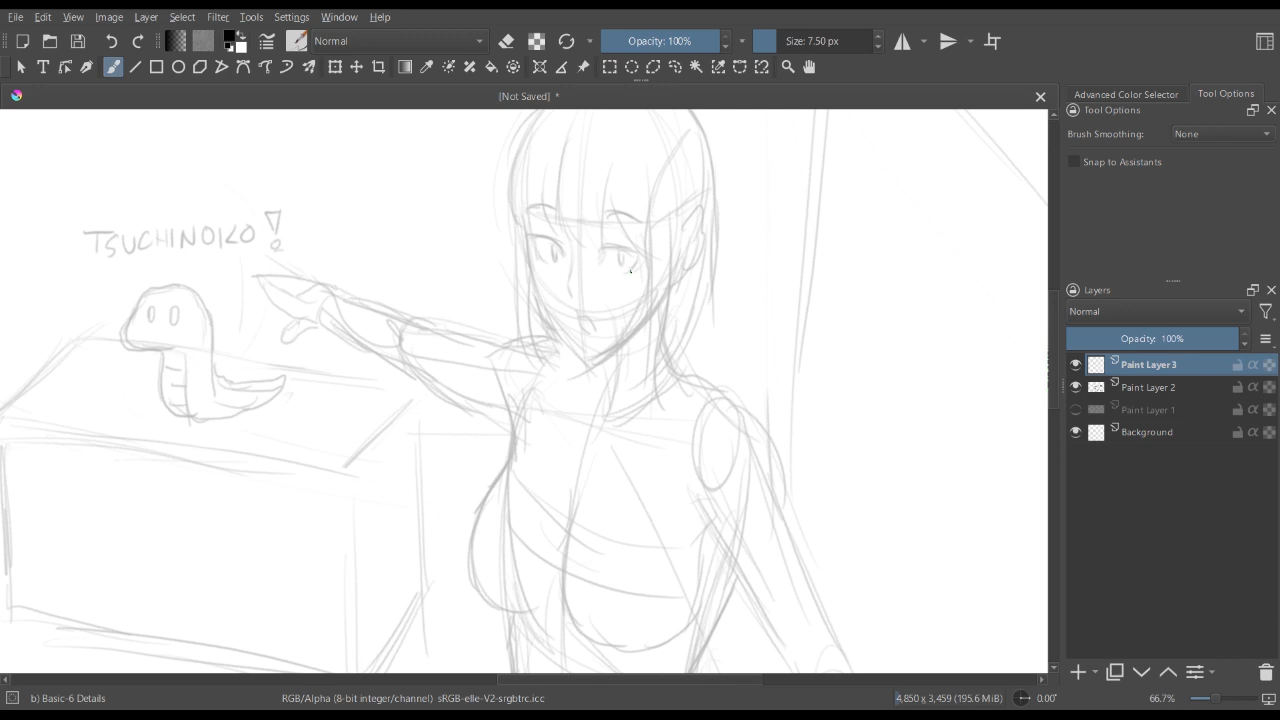 File Edit View Image Layer Select Filter Tools Settings Window Help
Normal Opacity: 100% Size: 7.50 px
[Not Saved] *
Advanced Color Selector Tool Options
Tool Options
Brush Smoothing: None
Snap to Assistants
TSUCHINOKO!
Layers
Normal
Opacity: 100%
Paint Layer 3
Paint Layer 2
Paint Layer 1
Background
b) Basic-6 Details RGB/Alpha (8-bit integer/channel) sRGB-elle-V2-srgbtrc.icc 4,850 x 3,459 (195.6 MiB) 0.00° 66.7%